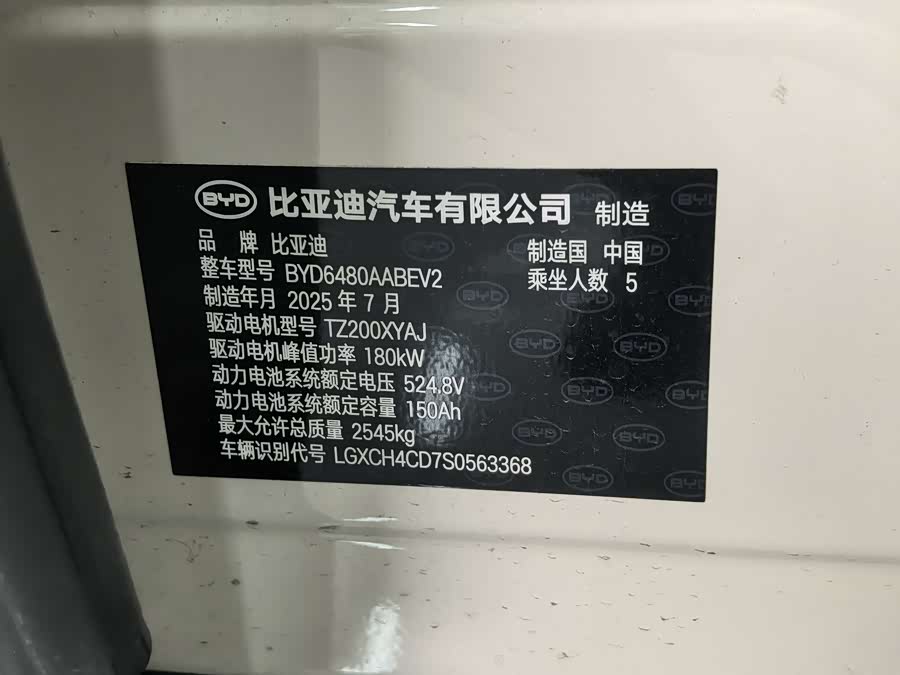 BYD 比亚迪汽车有限公司 制造
品 牌 比亚迪 制造国 中国
整车型号 BYD6480AABEV2 乘坐人数 5
制造年月 2025 年 7 月
驱动电机型号 TZ200XYAJ
驱动电机峰值功率 180kW
动力电池系统额定电压 524.8V
动力电池系统额定容量 150Ah
最大允许总质量 2545kg
车辆识别代号 LGXCH4CD7S0563368